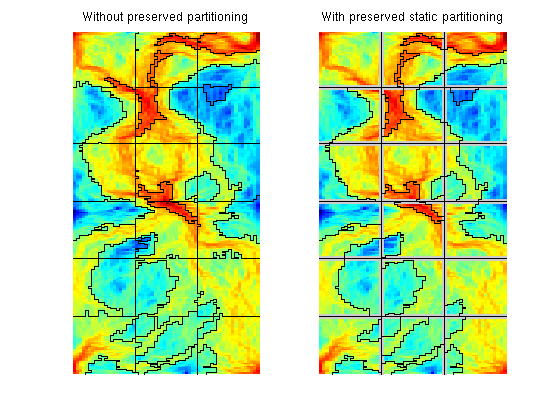 Without preserved partitioning
With preserved static partitioning